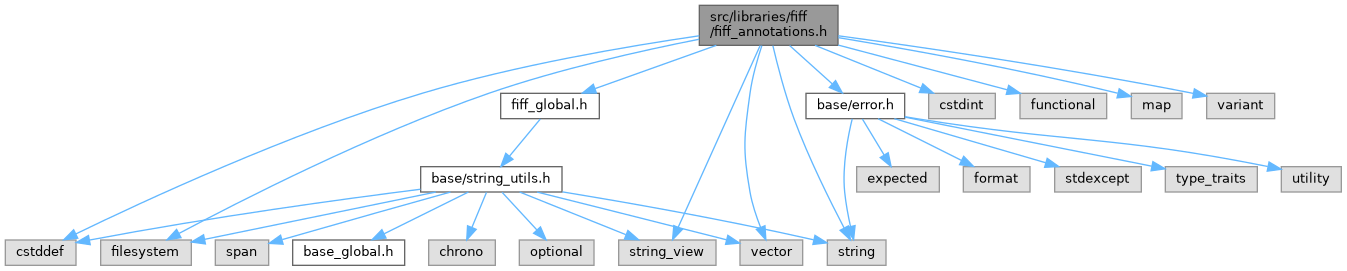 src/libraries/fiff
/fiff_annotations.h
fiff_global.h
base/error.h
cstdint
functional
map
variant
base/string_utils.h
expected
format
stdexcept
type_traits
utility
cstddef
filesystem
span
base_global.h
chrono
optional
string_view
vector
string